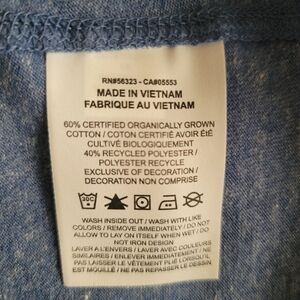 RN#56323 - CA#05553
MADE IN VIETNAM
FABRIQUE AU VIETNAM
60% CERTIFIED ORGANICALLY GROWN
COTTON / COTON CERTIFIÉ AVOIR ÉTÉ
CULTIVÉ BIOLOGIQUEMENT
40% RECYCLED POLYESTER /
POLYESTER RECYCLE
EXCLUSIVE OF DECORATION /
DECORATION NON COMPRISE
30C
WASH INSIDE OUT / WASH WITH LIKE
COLORS / REMOVE IMMEDIATELY / DO NOT
ALLOW TO LAY ON ITSELF WHEN WET / DO
NOT IRON DESIGN
LAVER A L'ENVERS / LAVER AVEC COULEURS
SIMILAIRES / ENLEVER IMMEDIATEMENT / NE
PAS LAISSER LE VÊTEMENT PLIÉ LORSQU'IL
EST MOUILLÉ / NE PAS REPASSER LE DESSIN